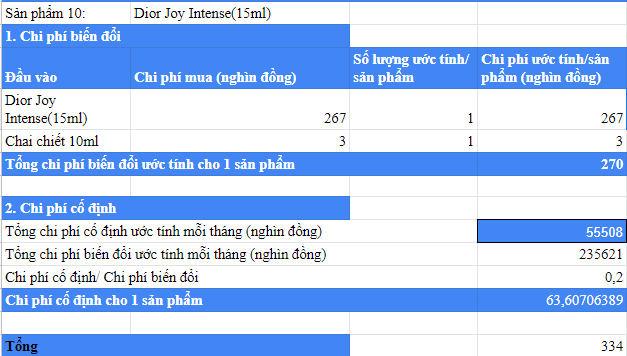 Sản phẩm 10: Dior Joy Intense(15ml)
1. Chi phí biến đổi
Đầu vào Chi phí mua (nghìn đồng) Số lượng ước tính/ sản phẩm Chi phí ước tính/sản phẩm (nghìn đồng)
Dior Joy Intense(15ml) 267 1 267
Chai chiết 10ml 3 1 3
Tổng chi phí biến đổi ước tính cho 1 sản phẩm 270
2. Chi phí cố định
Tổng chi phí cố định ước tính mỗi tháng (nghìn đồng) 55508
Tổng chi phí biến đổi ước tính mỗi tháng (nghìn đồng) 235621
Chi phí cố định/ Chi phí biến đổi 0,2
Chi phí cố định cho 1 sản phẩm 63,60706389
Tổng 334